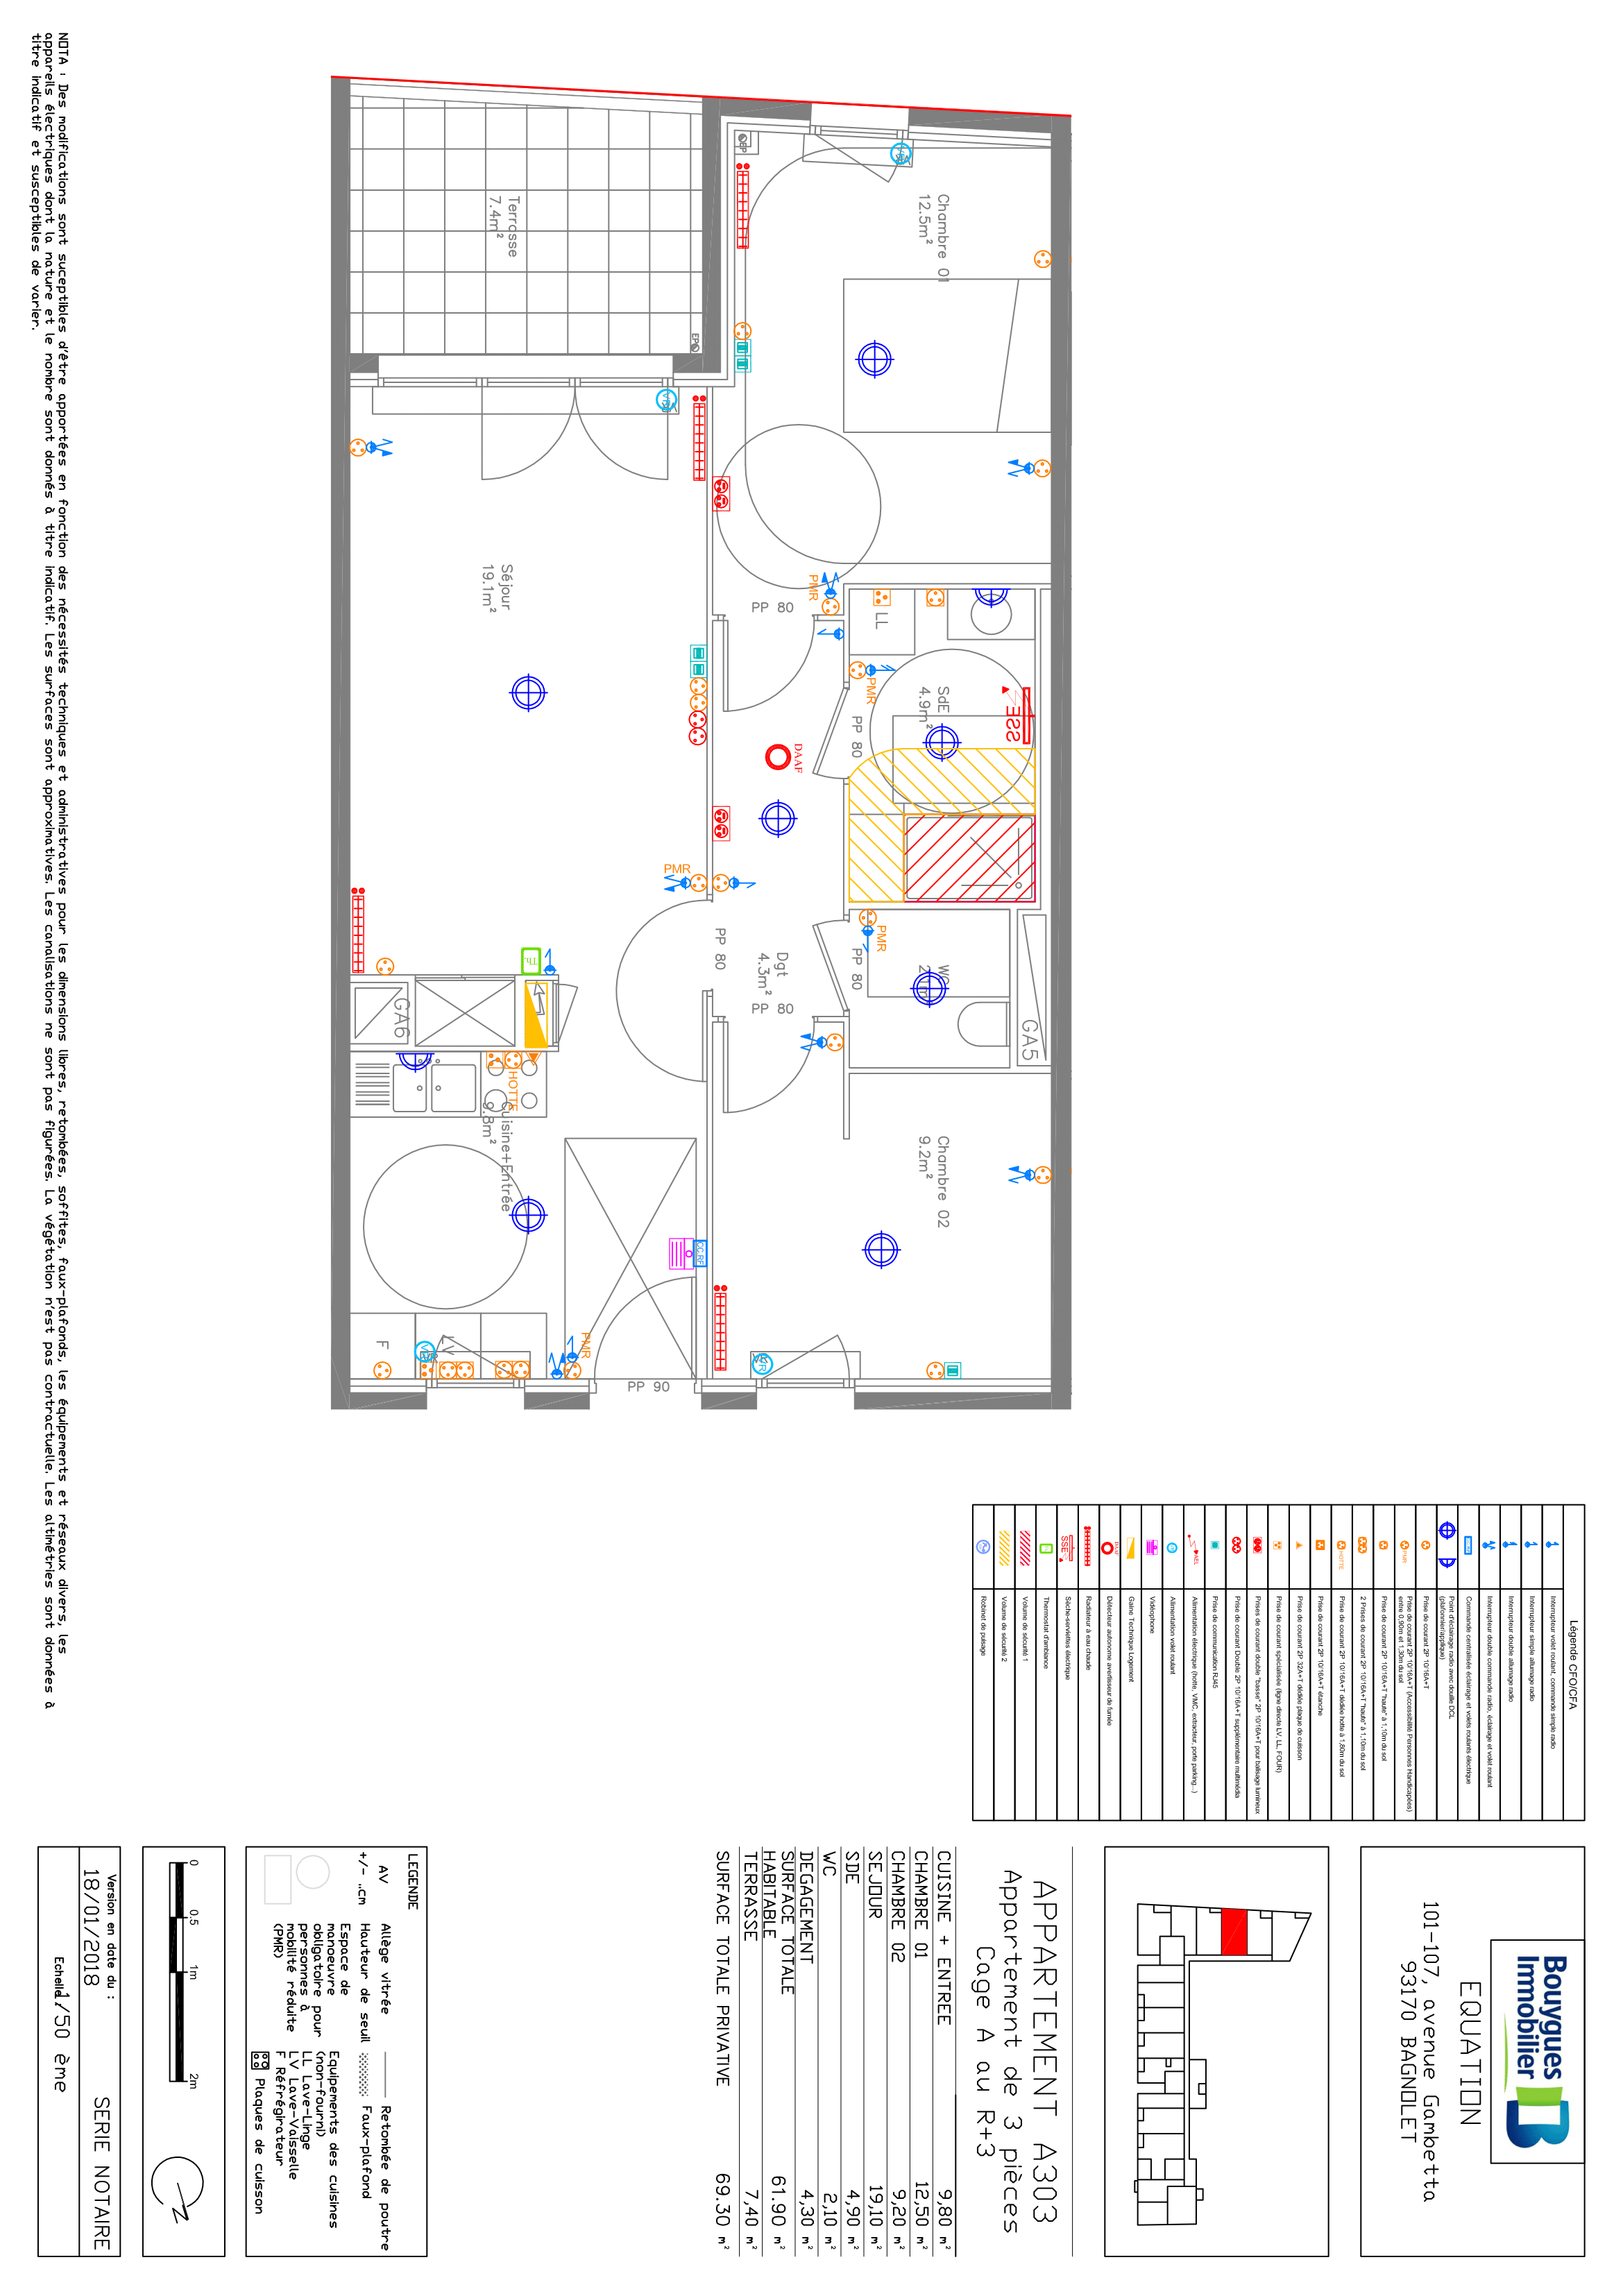 Bouygues
Immobilier
EQUATION
101-107, avenue Gambetta
93170 BAGNOLET
APPARTEMENT A303
Appartement de 3 pièces
Cage A au R+3
CUISINE + ENTREE 9,80 m²
CHAMBRE 01 12,50 m²
CHAMBRE 02 9,20 m²
SEJOUR 19,10 m²
SDE 4,90 m²
WC 2,10 m²
DEGAGEMENT 4,30 m²
SURFACE TOTALE
HABITABLE 61.90 m²
TERRASSE 7,40 m²
SURFACE TOTALE PRIVATIVE 69.30 m²
LEGENDE
AV Allège vitrée
+/- ..cm Hauteur de seuil
Espace de
manoeuvre
obligatoire pour
personnes à
mobilité réduite
(PMR)
Retombée de poutre
Faux-plafond
Equipements des cuisines
(non-fourni)
LL Lave-Linge
LV Lave-Vaisselle
F Réfrigérateur
Plaques de cuisson
0 0.5 1m 2m
Version en date du :
18/01/2018
SERIE NOTAIRE
Echelle 1/50 ème
Légende CFO/CFA
Interrupteur volet roulant, commande simple radio
Interrupteur simple allumage radio
Interrupteur double allumage radio
Interrupteur double commande radio, éclairage et volet roulant
Commande centralisée éclairage et volets roulants électrique
Point d'éclairage radio avec douille DCL
(plafonnier/applique)
Prise de courant 2P 10/16A+T
PMR
Prise de courant 2P 10/16A+T (Accessibilité Personnes Handicapées)
entre 0,90m et 1,30m du sol
Prise de courant 2P 10/16A+T "haute" à 1,10m du sol
2 Prises de courant 2P 10/16A+T "haute" à 1,10m du sol
HOTTE
Prise de courant 2P 10/16A+T dédiée hotte à 1,80m du sol
Prise de courant 2P 10/16A+T étanche
Prise de courant 2P 32A+T dédiée plaque de cuisson
Prise de courant spécialisée (ligne directe LV, LL, FOUR)
Prises de courant double "basse" 2P 10/16A+T pour balisage lumineux
Prise de courant Double 2P 10/16A+T supplémentaire multimédia
Prise de communication RJ45
AEL
Alimentation électrique (hotte, VMC, extracteur, porte parking...)
Alimentation volet roulant
Vidéophone
Gaine Technique Logement
DAAF
Détecteur autonome avertisseur de fumée
Radiateur à eau chaude
SSE
Sèche-serviettes électrique
Thermostat d'ambiance
Volume de sécurité 1
Volume de sécurité 2
Robinet de puisage
Chambre 01
12.5m²
Terrasse
7.4m²
EP
EP
VR
Séjour
19.1m²
VR
PP 80
PMR
LL
PMR
SdE
4.9m²
SSE
PP 80
DAAF
PMR
PP 80
Dgt
4.3m²
PP 80
PP 80
PMR
WC
GA5
GA6
HOTTE
Cuisine+Entrée
9.8m²
Chambre 02
9.2m²
F
LV
VR
PMR
PP 90
VR
NOTA : Des modifications sont suceptibles d'être apportées en fonction des nécessités techniques et administratives pour les dimensions libres, retombées, soffites, faux-plafonds, les équipements et réseaux divers, les
appareils électriques dont la nature et le nombre sont donnés à titre indicatif. Les surfaces sont approximatives. Les canalisations ne sont pas figurées. La végétation n'est pas contractuelle. Les altimétries sont données à
titre indicatif et susceptibles de varier.